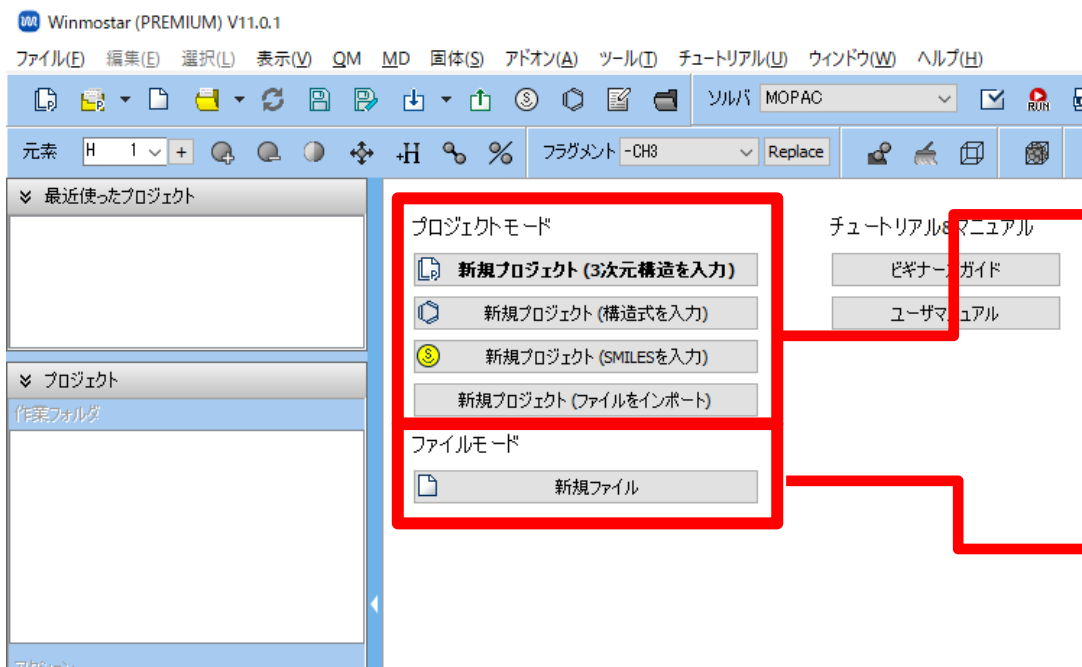 Winmostar (PREMIUM) V11.0.1
ファイル(F) 編集(E) 選択(L) 表示(V) QM MD 固体(S) アドオン(A) ツール(T) チュートリアル(U) ウィンドウ(W) ヘルプ(H)
ソルバ MOPAC RUN
元素 H 1 + +H % フラグメント -CH3 Replace
最近使ったプロジェクト
プロジェクトモード
チュートリアル&マニュアル
新規プロジェクト (3次元構造を入力)
ビギナーズガイド
新規プロジェクト (構造式を入力)
ユーザマニュアル
新規プロジェクト (SMILESを入力)
プロジェクト
新規プロジェクト (ファイルをインポート)
作業フォルダ
ファイルモード
新規ファイル